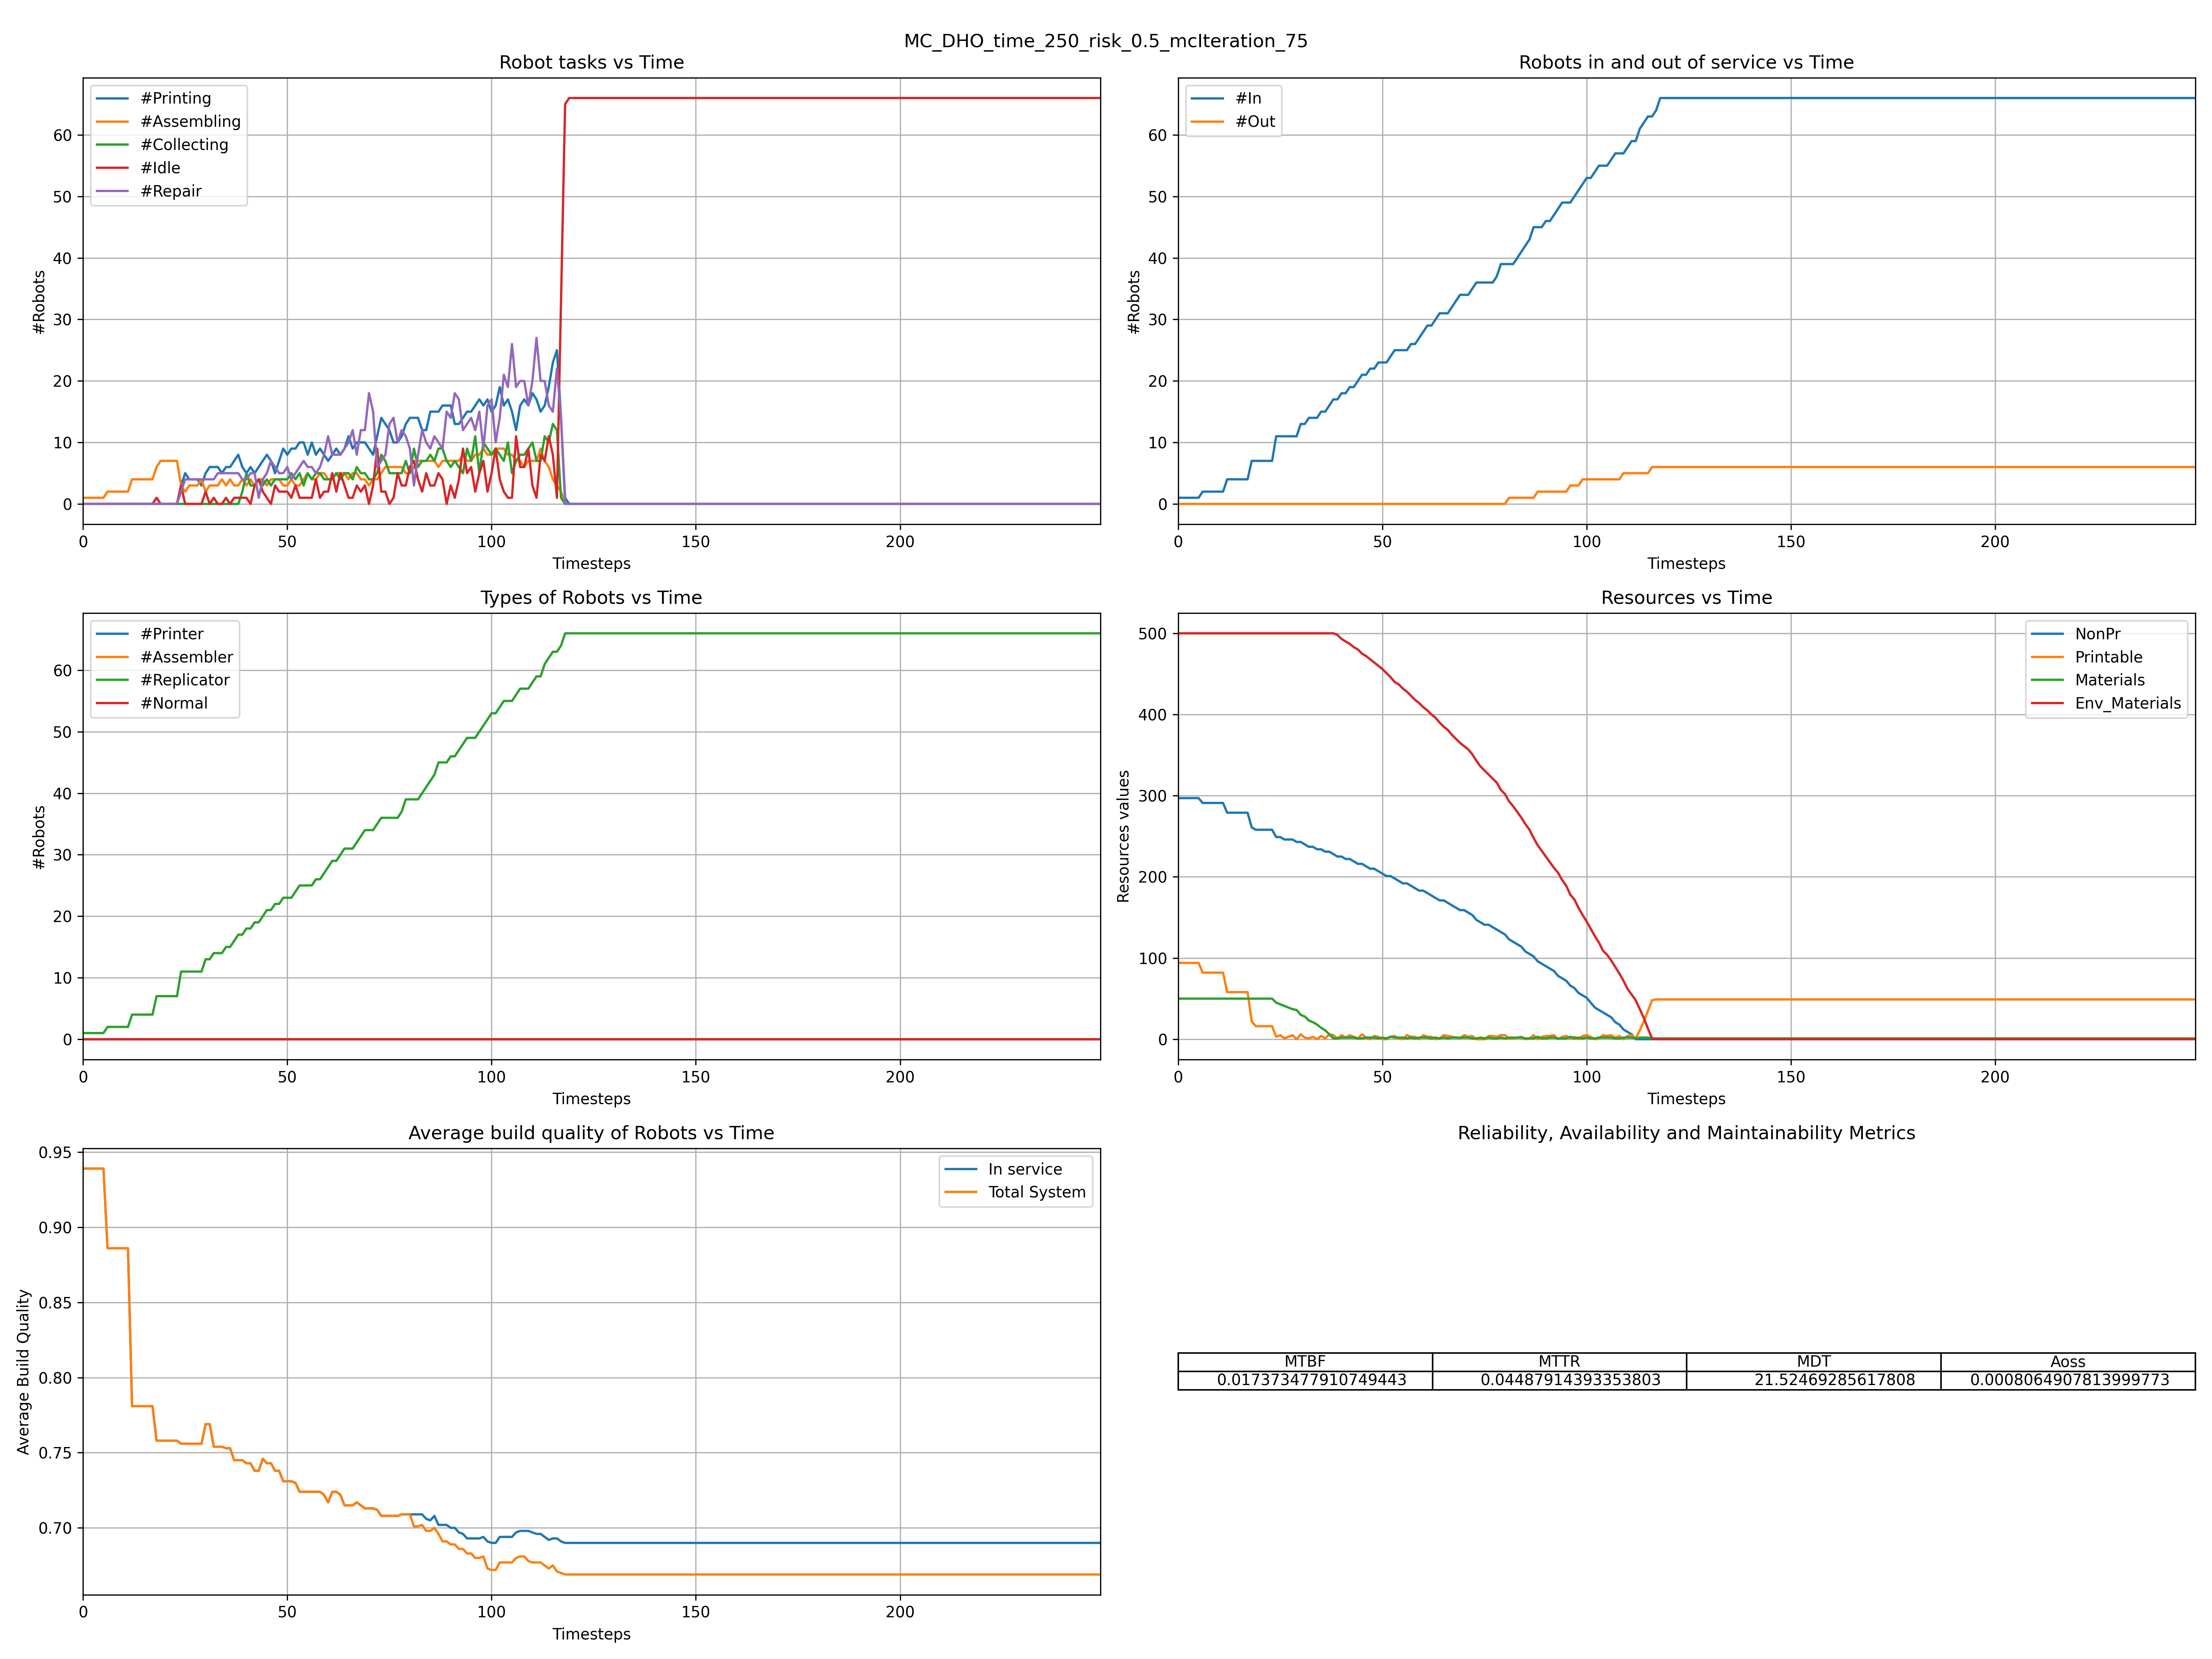 MC_DHO_time_250_risk_0.5_mcIteration_75
Robot tasks vs Time
#Printing
#Assembling
#Collecting
#Idle
#Repair
60
50
40
30
20
10
0
#Robots
0 50 100 150 200
Timesteps
Robots in and out of service vs Time
#In
#Out
60
50
40
30
20
10
0
#Robots
0 50 100 150 200
Timesteps
Types of Robots vs Time
#Printer
#Assembler
#Replicator
#Normal
60
50
40
30
20
10
0
#Robots
0 50 100 150 200
Timesteps
Resources vs Time
NonPr
Printable
Materials
Env_Materials
500
400
300
200
100
0
Resources values
0 50 100 150 200
Timesteps
Average build quality of Robots vs Time
In service
Total System
0.95
0.90
0.85
0.80
0.75
0.70
Average Build Quality
0 50 100 150 200
Timesteps
Reliability, Availability and Maintainability Metrics
MTBF MTTR MDT Aoss
0.017373477910749443 0.04487914393353803 21.52469285617808 0.0008064907813999773